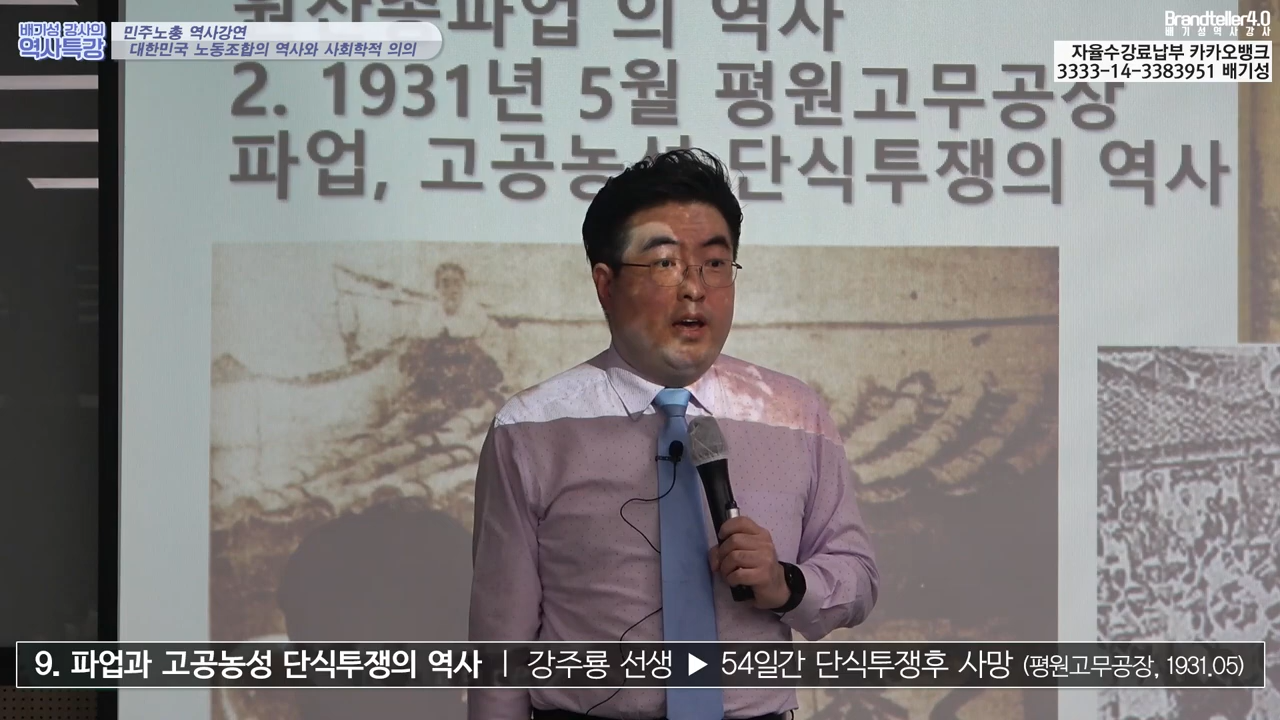 배기성 강사의
역사특강
민주노총 역사강연
대한민국 노동조합의 역사와 사회학적 의의
Brandteller4.0
배기성역사강사
자율수강료납부 카카오뱅크
3333-14-3383951 배기성
원산총파업 의 역사
2. 1931년 5월 평원고무공장
파업, 고공농성 단식투쟁의 역사
9. 파업과 고공농성 단식투쟁의 역사 | 강주룡 선생 ▶ 54일간 단식투쟁후 사망 (평원고무공장, 1931.05)